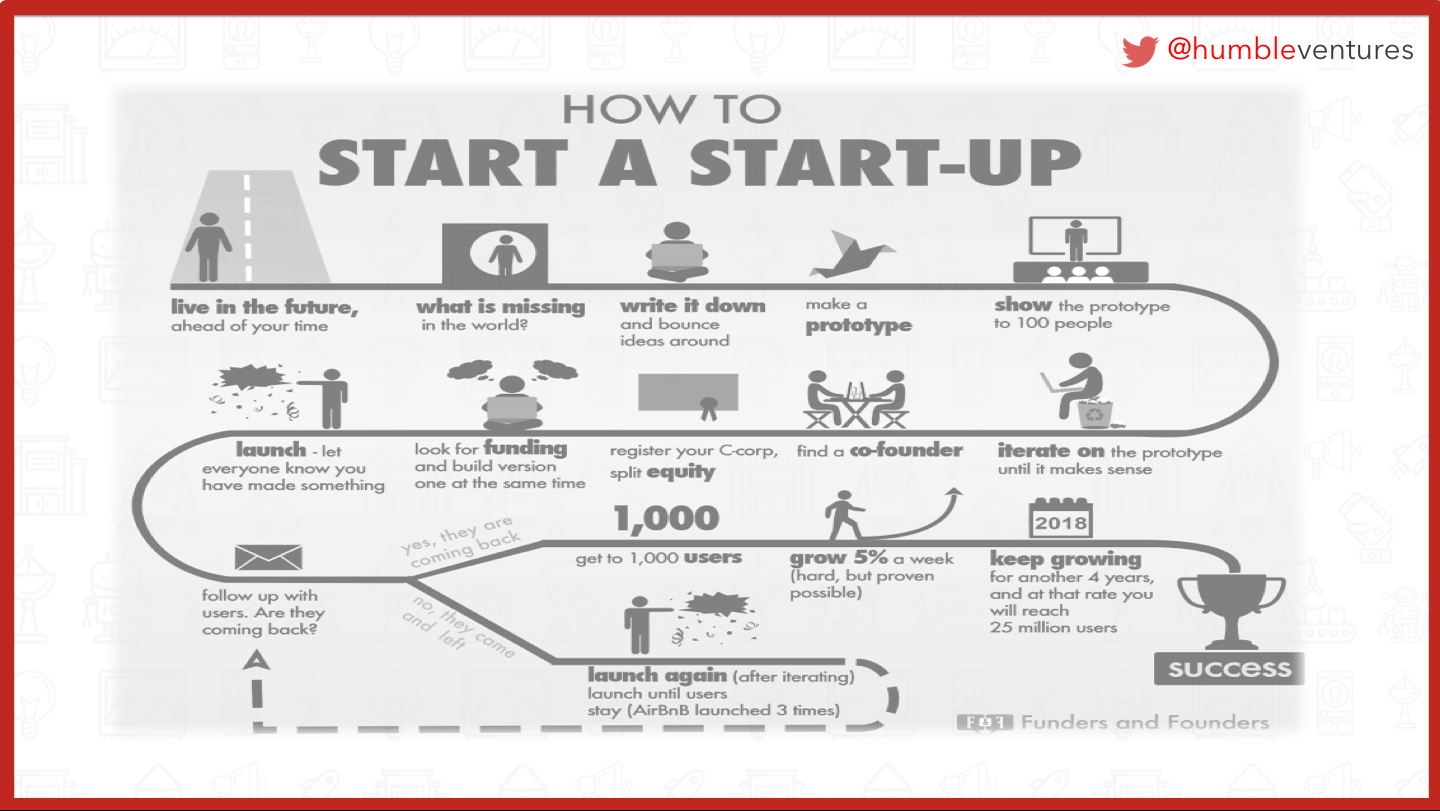 @humbleventures
HOW TO
START A START-UP
live in the future,
ahead of your time
what is missing
in the world?
write it down
and bounce
ideas around
make a
prototype
show the prototype
to 100 people
iterate on the prototype
until it makes sense
find a co-founder
register your C-corp,
split equity
look for funding
and build version
one at the same time
launch - let
everyone know you
have made something
follow up with
users. Are they
coming back?
yes, they are
coming back
1,000
get to 1,000 users
grow 5% a week
(hard, but proven
possible)
2018
keep growing
for another 4 years,
and at that rate you
will reach
25 million users
success
no, they came
and left
launch again (after iterating)
launch until users
stay (AirBnB launched 3 times)
Funders and Founders